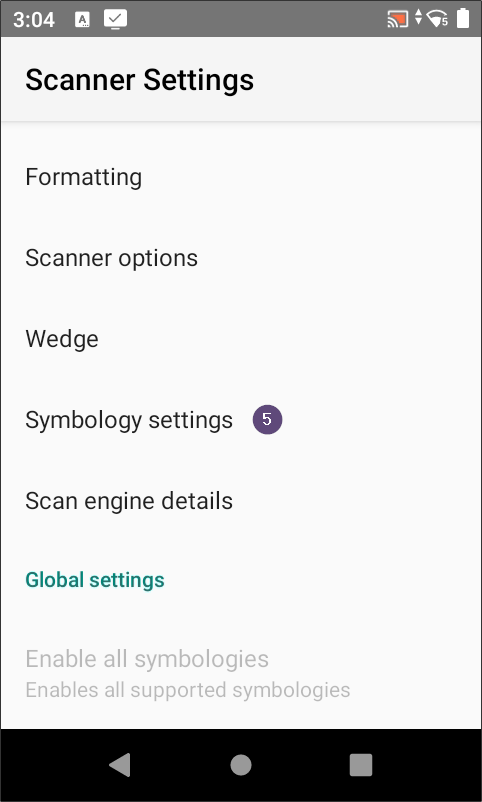 3:04
A
5
Scanner Settings
Formatting
Scanner options
Wedge
Symbology settings 5
Scan engine details
Global settings
Enable all symbologies
Enables all supported symbologies